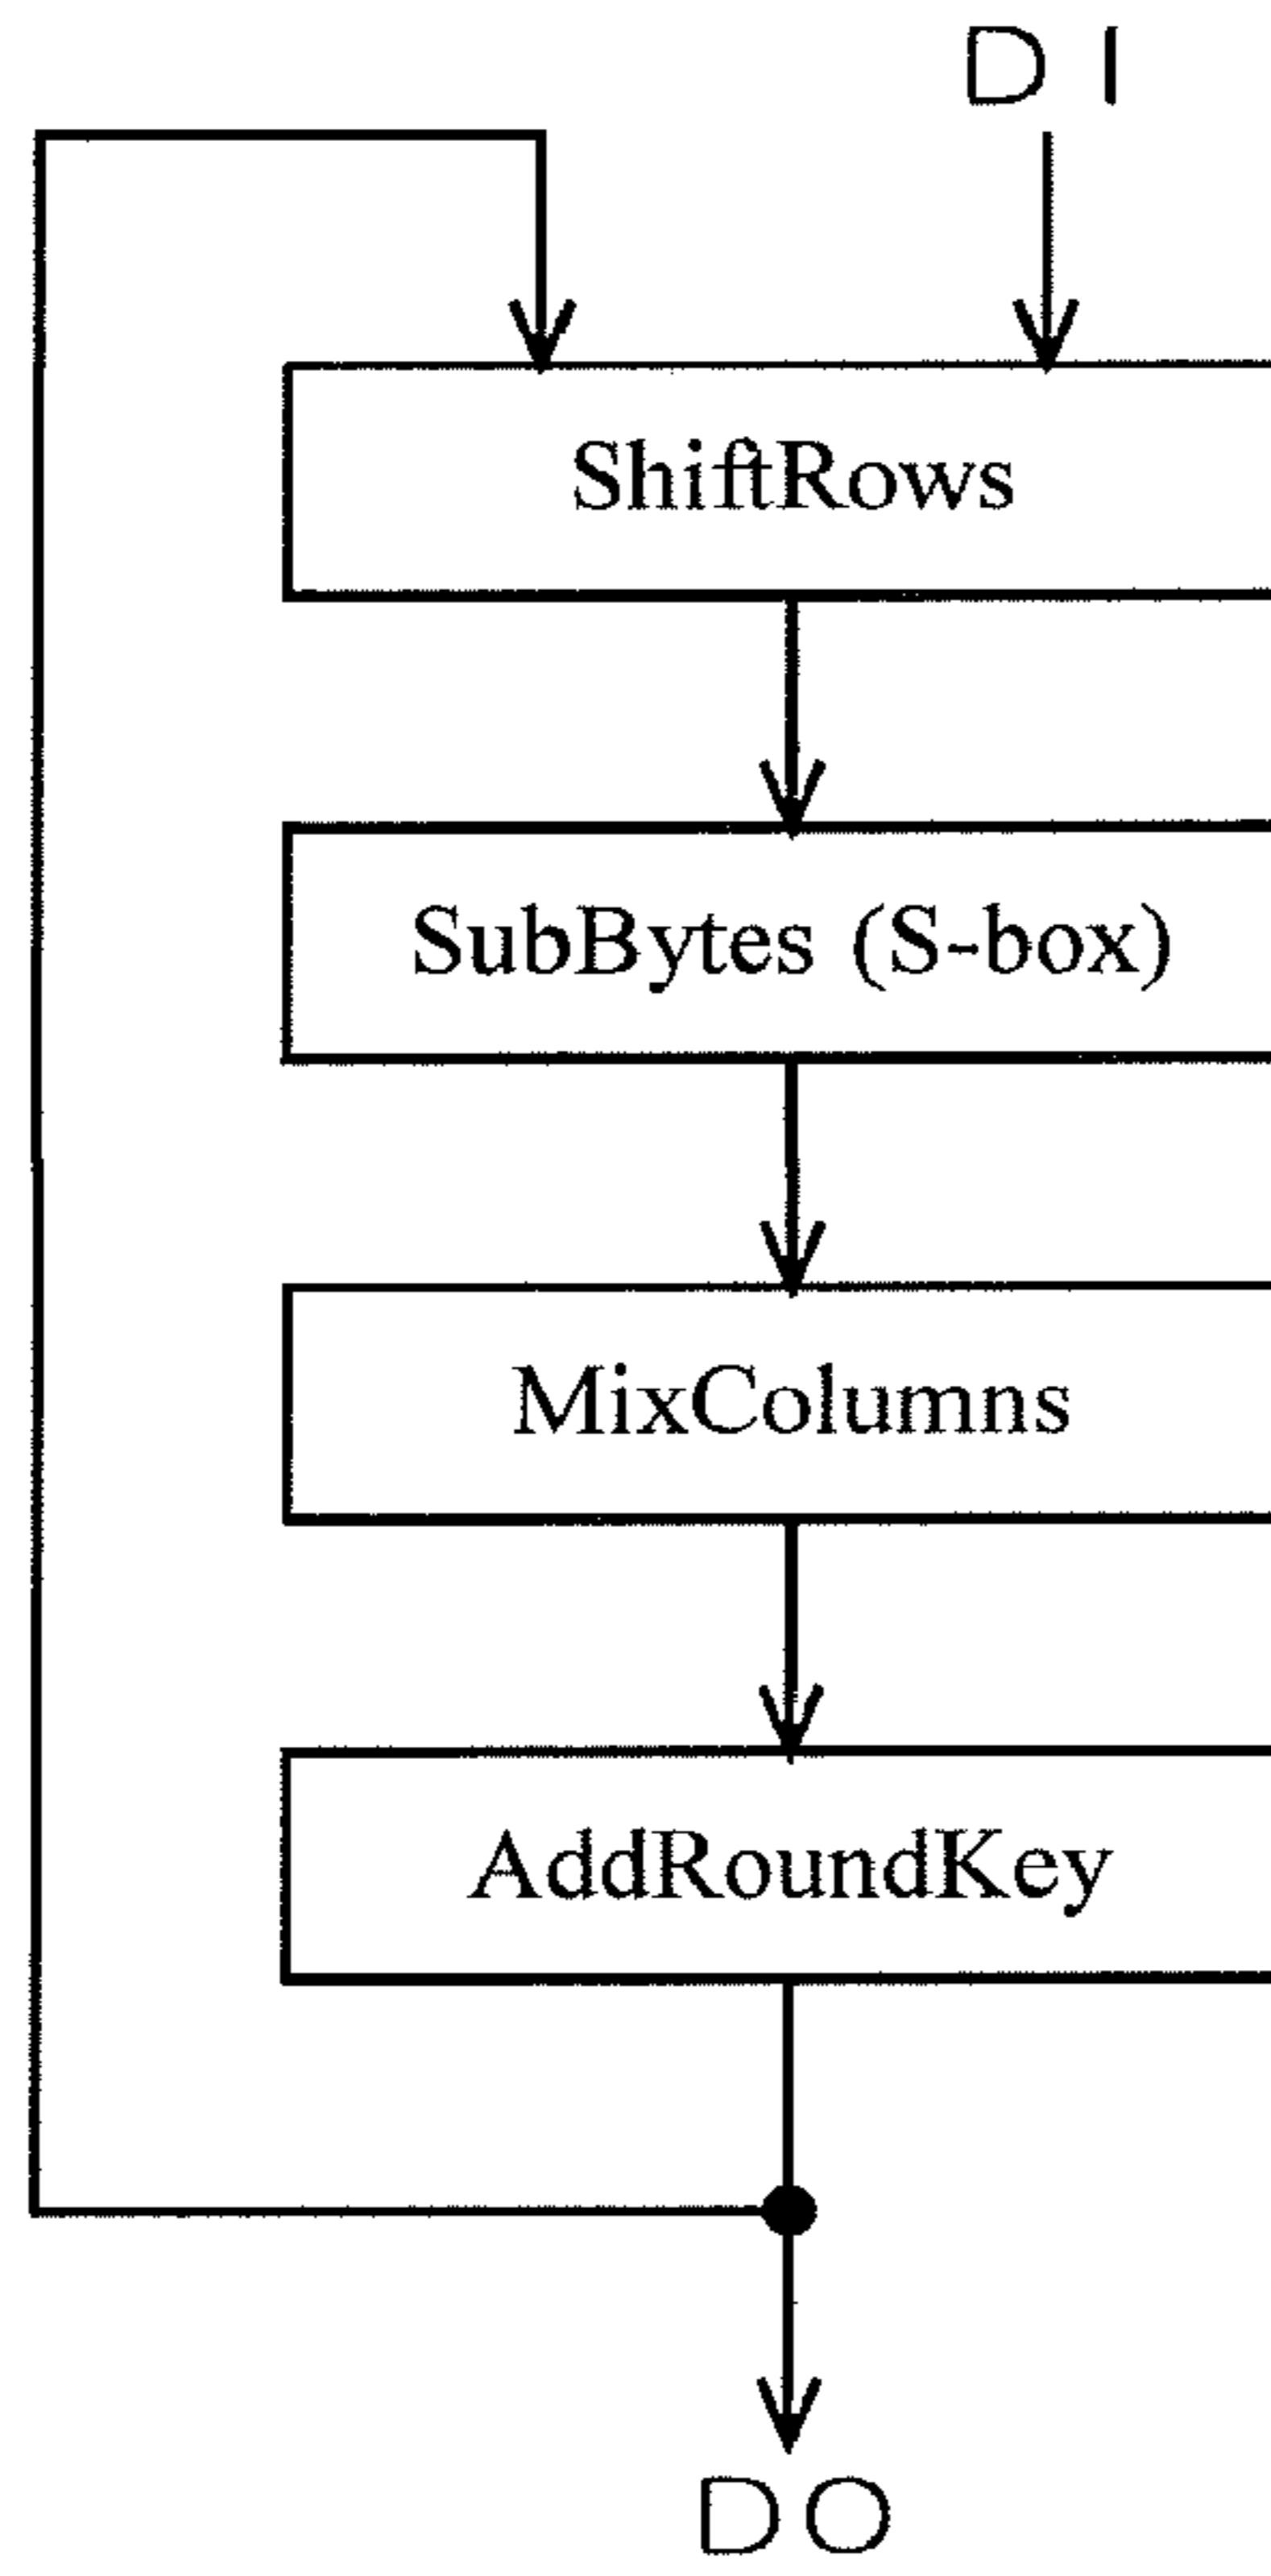 DI
ShiftRows
SubBytes (S-box)
MixColumns
AddRoundKey
DO